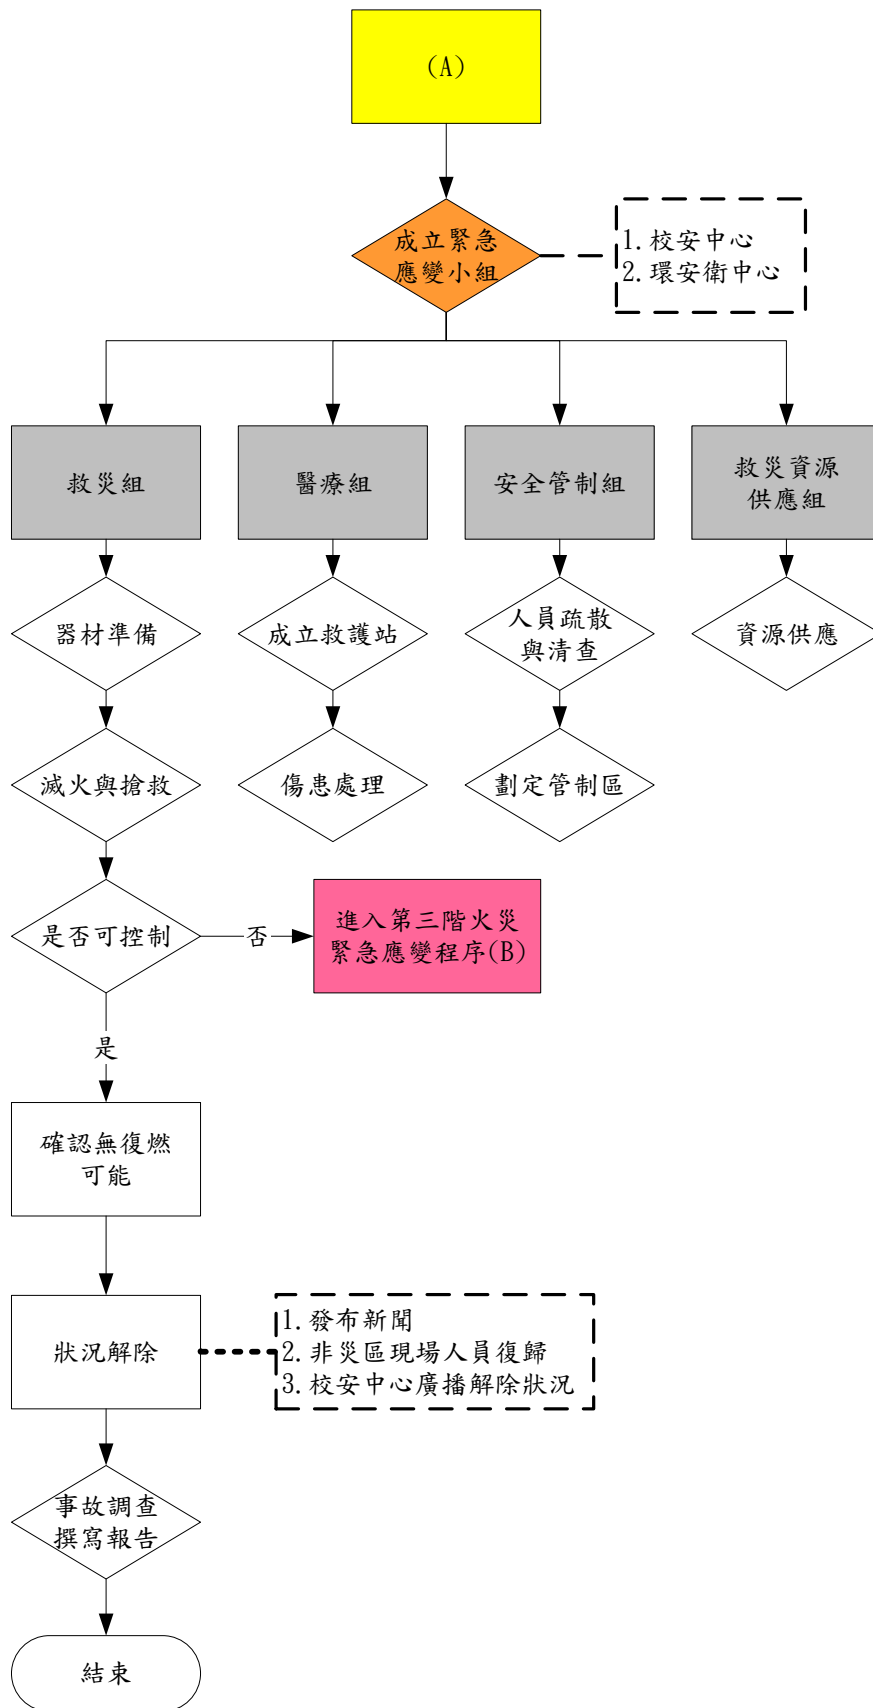 (A)
成立緊急
應變小組
1.校安中心
2.環安衛中心
救災組
醫療組
安全管制組
救災資源
供應組
器材準備
成立救護站
人員疏散
與清查
資源供應
滅火與搶救
傷患處理
劃定管制區
是否可控制
否
進入第三階火災
緊急應變程序(B)
是
確認無復燃
可能
狀況解除
1.發布新聞
2.非災區現場人員復歸
3.校安中心廣播解除狀況
事故調查
撰寫報告
結束